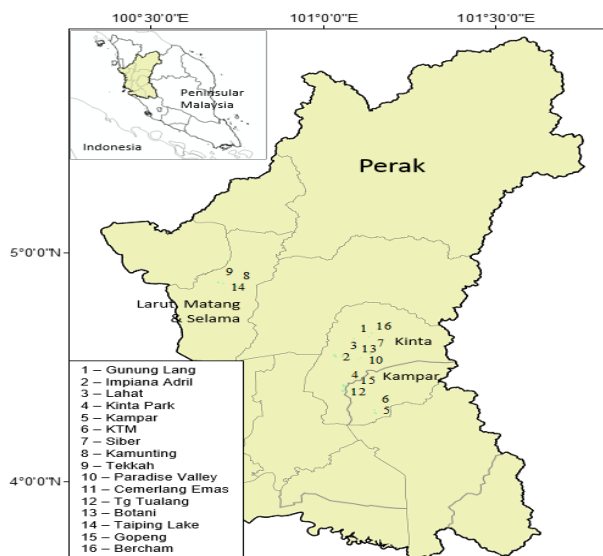 100°0'0"E 101°0'0"E 101°3'0"E
Peninsular
Malaysia
Indonesia
Perak
5°0'0"N
9
8
14
Larut, Matang
& Selama
1 16
3 7 Kinta
13
2 10
4 Kampar
15
12
6
5
4°0'0"N
1 – Gunung Lang
2 – Impiana Adril
3 – Lahat
4 – Kinta Park
5 – Kampar
6 – KTM
7 – Siber
8 – Kamunting
9 – Tekkah
10 – Paradise Valley
11 – Cemerlang Emas
12 – Tg Tualang
13 – Botani
14 – Taiping Lake
15 – Gopeng
16 – Bercham